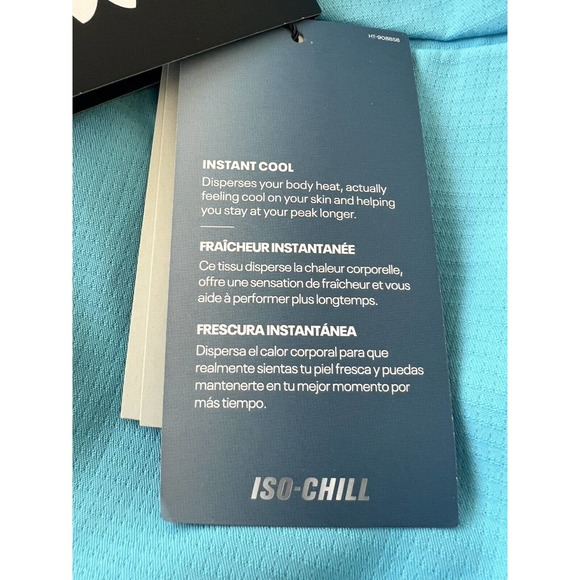 HT-908856
INSTANT COOL
Disperses your body heat, actually
feeling cool on your skin and helping
you stay at your peak longer.
FRAÎCHEUR INSTANTANÉE
Ce tissu disperse la chaleur corporelle,
offre une sensation de fraîcheur et vous
aide à performer plus longtemps.
FRESCURA INSTANTÁNEA
Dispersa el calor corporal para que
realmente sientas tu piel fresca y puedas
mantenerte en tu mejor momento por
más tiempo.
ISO-CHILL